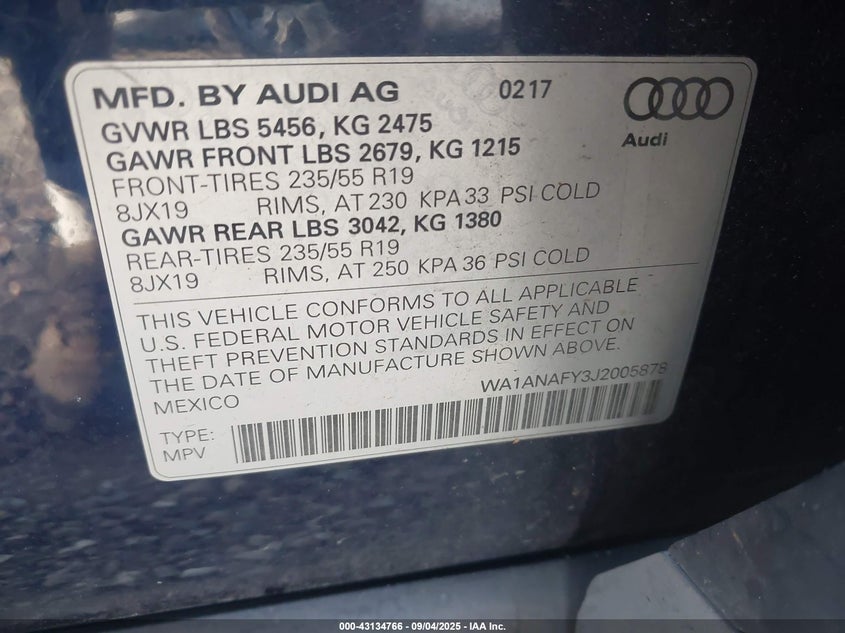 MFD. BY AUDI AG 0217
GVWR LBS 5456, KG 2475
Audi
GAWR FRONT LBS 2679, KG 1215
FRONT-TIRES 235/55 R19
8JX19 RIMS, AT 230 KPA 33 PSI COLD
GAWR REAR LBS 3042, KG 1380
REAR-TIRES 235/55 R19
8JX19 RIMS, AT 250 KPA 36 PSI COLD
THIS VEHICLE CONFORMS TO ALL APPLICABLE
U.S. FEDERAL MOTOR VEHICLE SAFETY AND
THEFT PREVENTION STANDARDS IN EFFECT ON
THE DATE OF MANUFACTURE SHOWN ABOVE.
MEXICO WA1ANAFY3J2005878
TYPE:
MPV
000-43134766 - 09/04/2025 - IAA Inc.